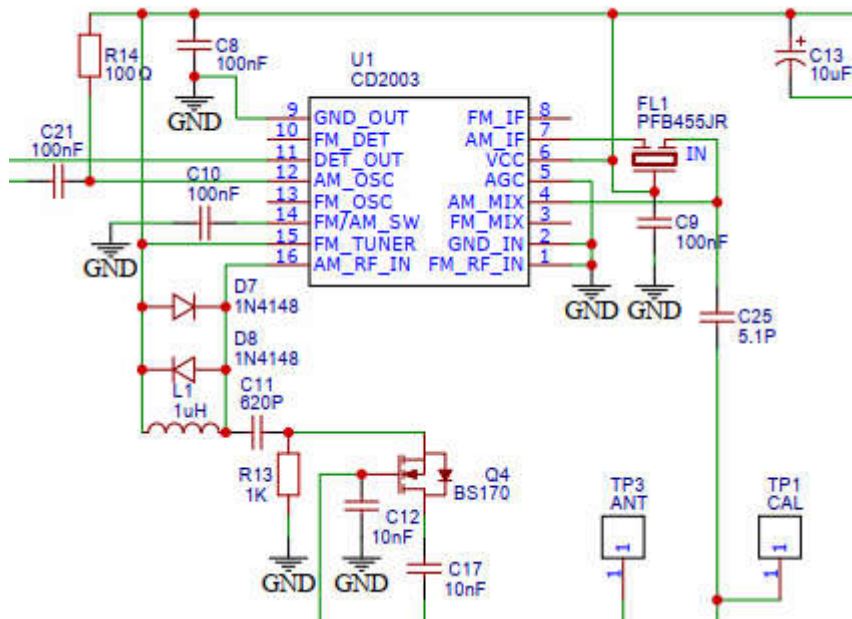 R14
100Ω
C8
100nF
GND
U1
CD2003
C13
10uF
+
FL1
PFB455JR
IN
C21
100nF
9 GND_OUT FM_IF 8
10 FM_DET AM_IF 7
11 DET_OUT VCC 6
12 AM_OSC AGC 5
13 FM_OSC AM_MIX 4
14 FM/AM_SW FM_MIX 3
15 FM_TUNER GND_IN 2
16 AM_RF_IN FM_RF_IN 1
C10
100nF
GND
C9
100nF
GND
GND
D7
1N4148
D8
1N4148
L1
1uH
C11
620P
C25
5.1P
R13
1K
GND
C12
10nF
GND
Q4
BS170
C17
10nF
TP3
ANT
1
1
TP1
CAL
1
1